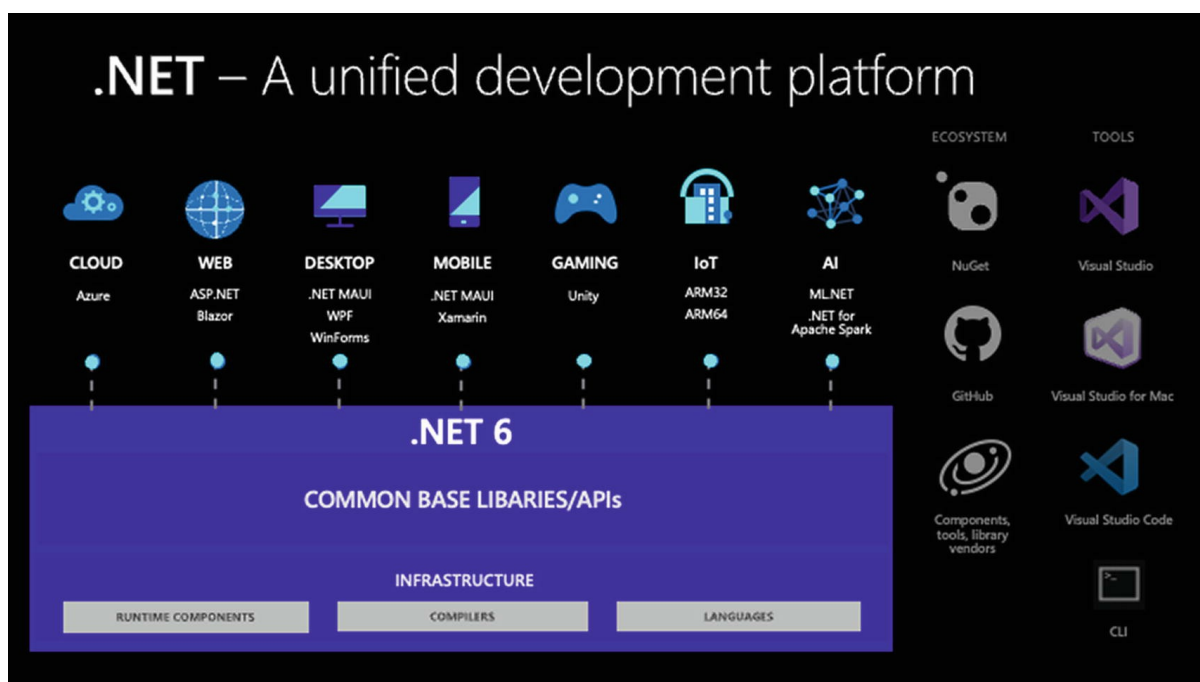 .NET – A unified development platform
ECOSYSTEM
TOOLS
CLOUD
Azure
WEB
ASP.NET
Blazor
DESKTOP
.NET MAUI
WPF
WinForms
MOBILE
.NET MAUI
Xamarin
GAMING
Unity
IoT
ARM32
ARM64
AI
ML.NET
.NET for
Apache Spark
NuGet
Visual Studio
GitHub
Visual Studio for Mac
Components,
tools, library
vendors
Visual Studio Code
>_
CLI
.NET 6
COMMON BASE LIBARIES/APIs
INFRASTRUCTURE
RUNTIME COMPONENTS
COMPILERS
LANGUAGES